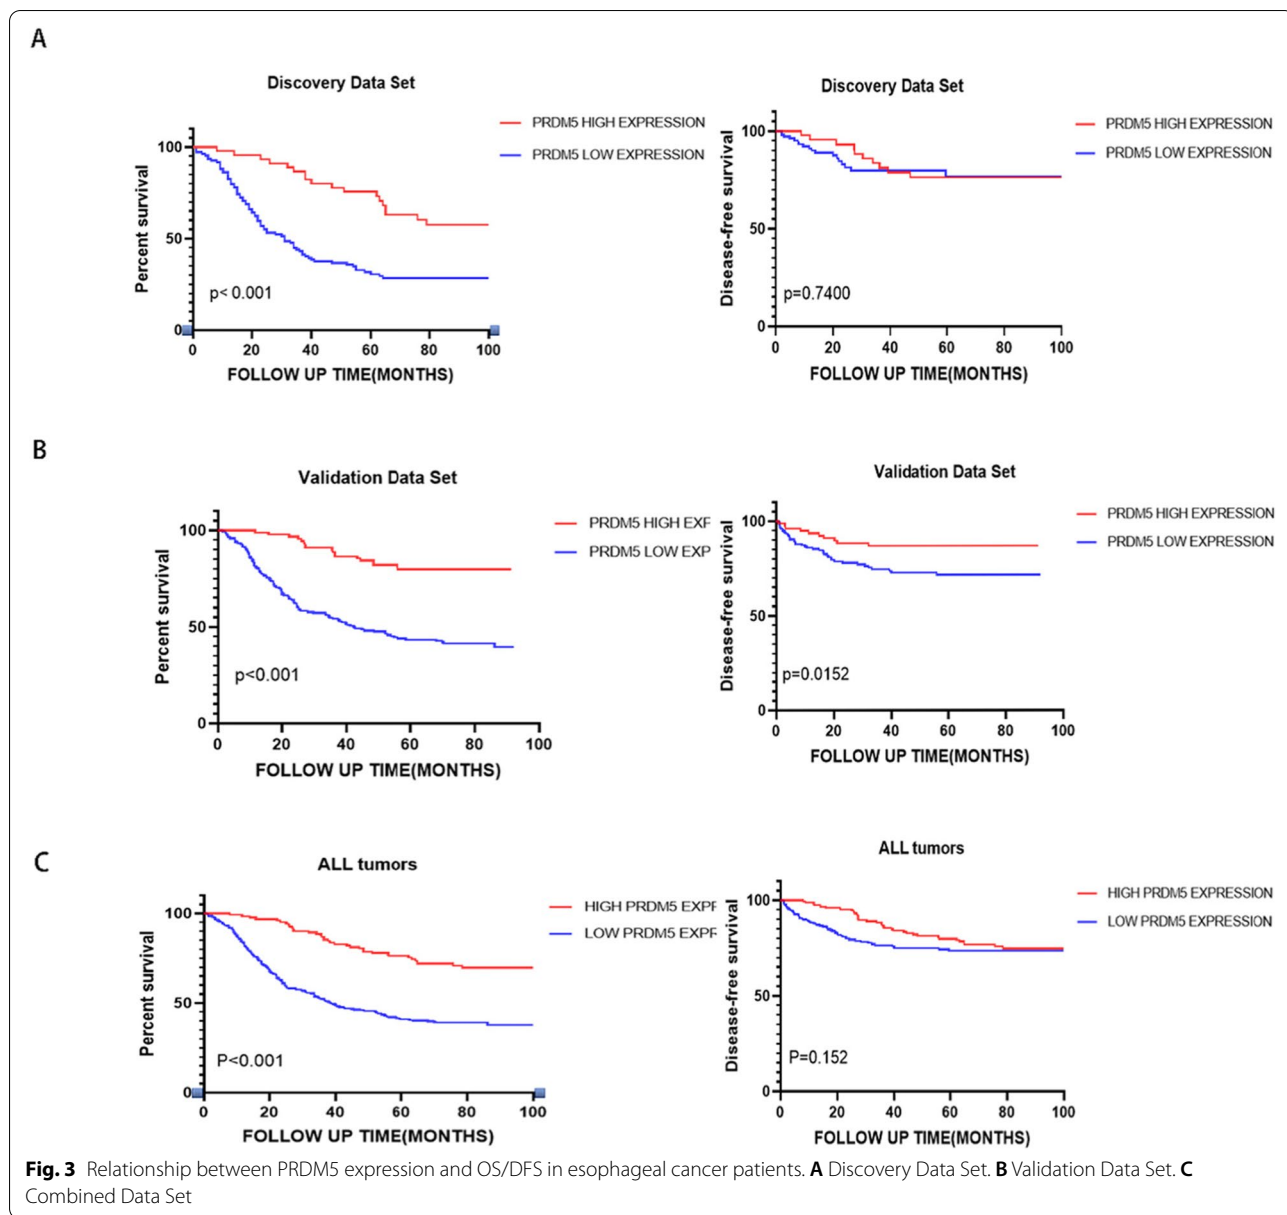 A
Discovery Data Set
PRDM5 HIGH EXPRESSION
PRDM5 LOW EXPRESSION
Percent survival
100
50
0
p< 0.001
0 20 40 60 80 100
FOLLOW UP TIME(MONTHS)
Discovery Data Set
PRDM5 HIGH EXPRESSION
PRDM5 LOW EXPRESSION
Disease-free survival
100
50
0
p=0.7400
0 20 40 60 80 100
FOLLOW UP TIME(MONTHS)
B
Validation Data Set
PRDM5 HIGH EXF
PRDM5 LOW EXP
Percent survival
100
50
0
p<0.001
0 20 40 60 80 100
FOLLOW UP TIME(MONTHS)
Validation Data Set
PRDM5 HIGH EXPRESSION
PRDM5 LOW EXPRESSION
Disease-free survival
100
50
0
p=0.0152
0 20 40 60 80 100
FOLLOW UP TIME(MONTHS)
C
ALL tumors
HIGH PRDM5 EXPF
LOW PRDM5 EXPF
Percent survival
100
50
0
P<0.001
0 20 40 60 80 100
FOLLOW UP TIME(MONTHS)
ALL tumors
HIGH PRDM5 EXPRESSION
LOW PRDM5 EXPRESSION
Disease-free survival
100
50
0
P=0.152
0 20 40 60 80 100
FOLLOW UP TIME(MONTHS)
Fig. 3 Relationship between PRDM5 expression and OS/DFS in esophageal cancer patients. A Discovery Data Set. B Validation Data Set. C
Combined Data Set